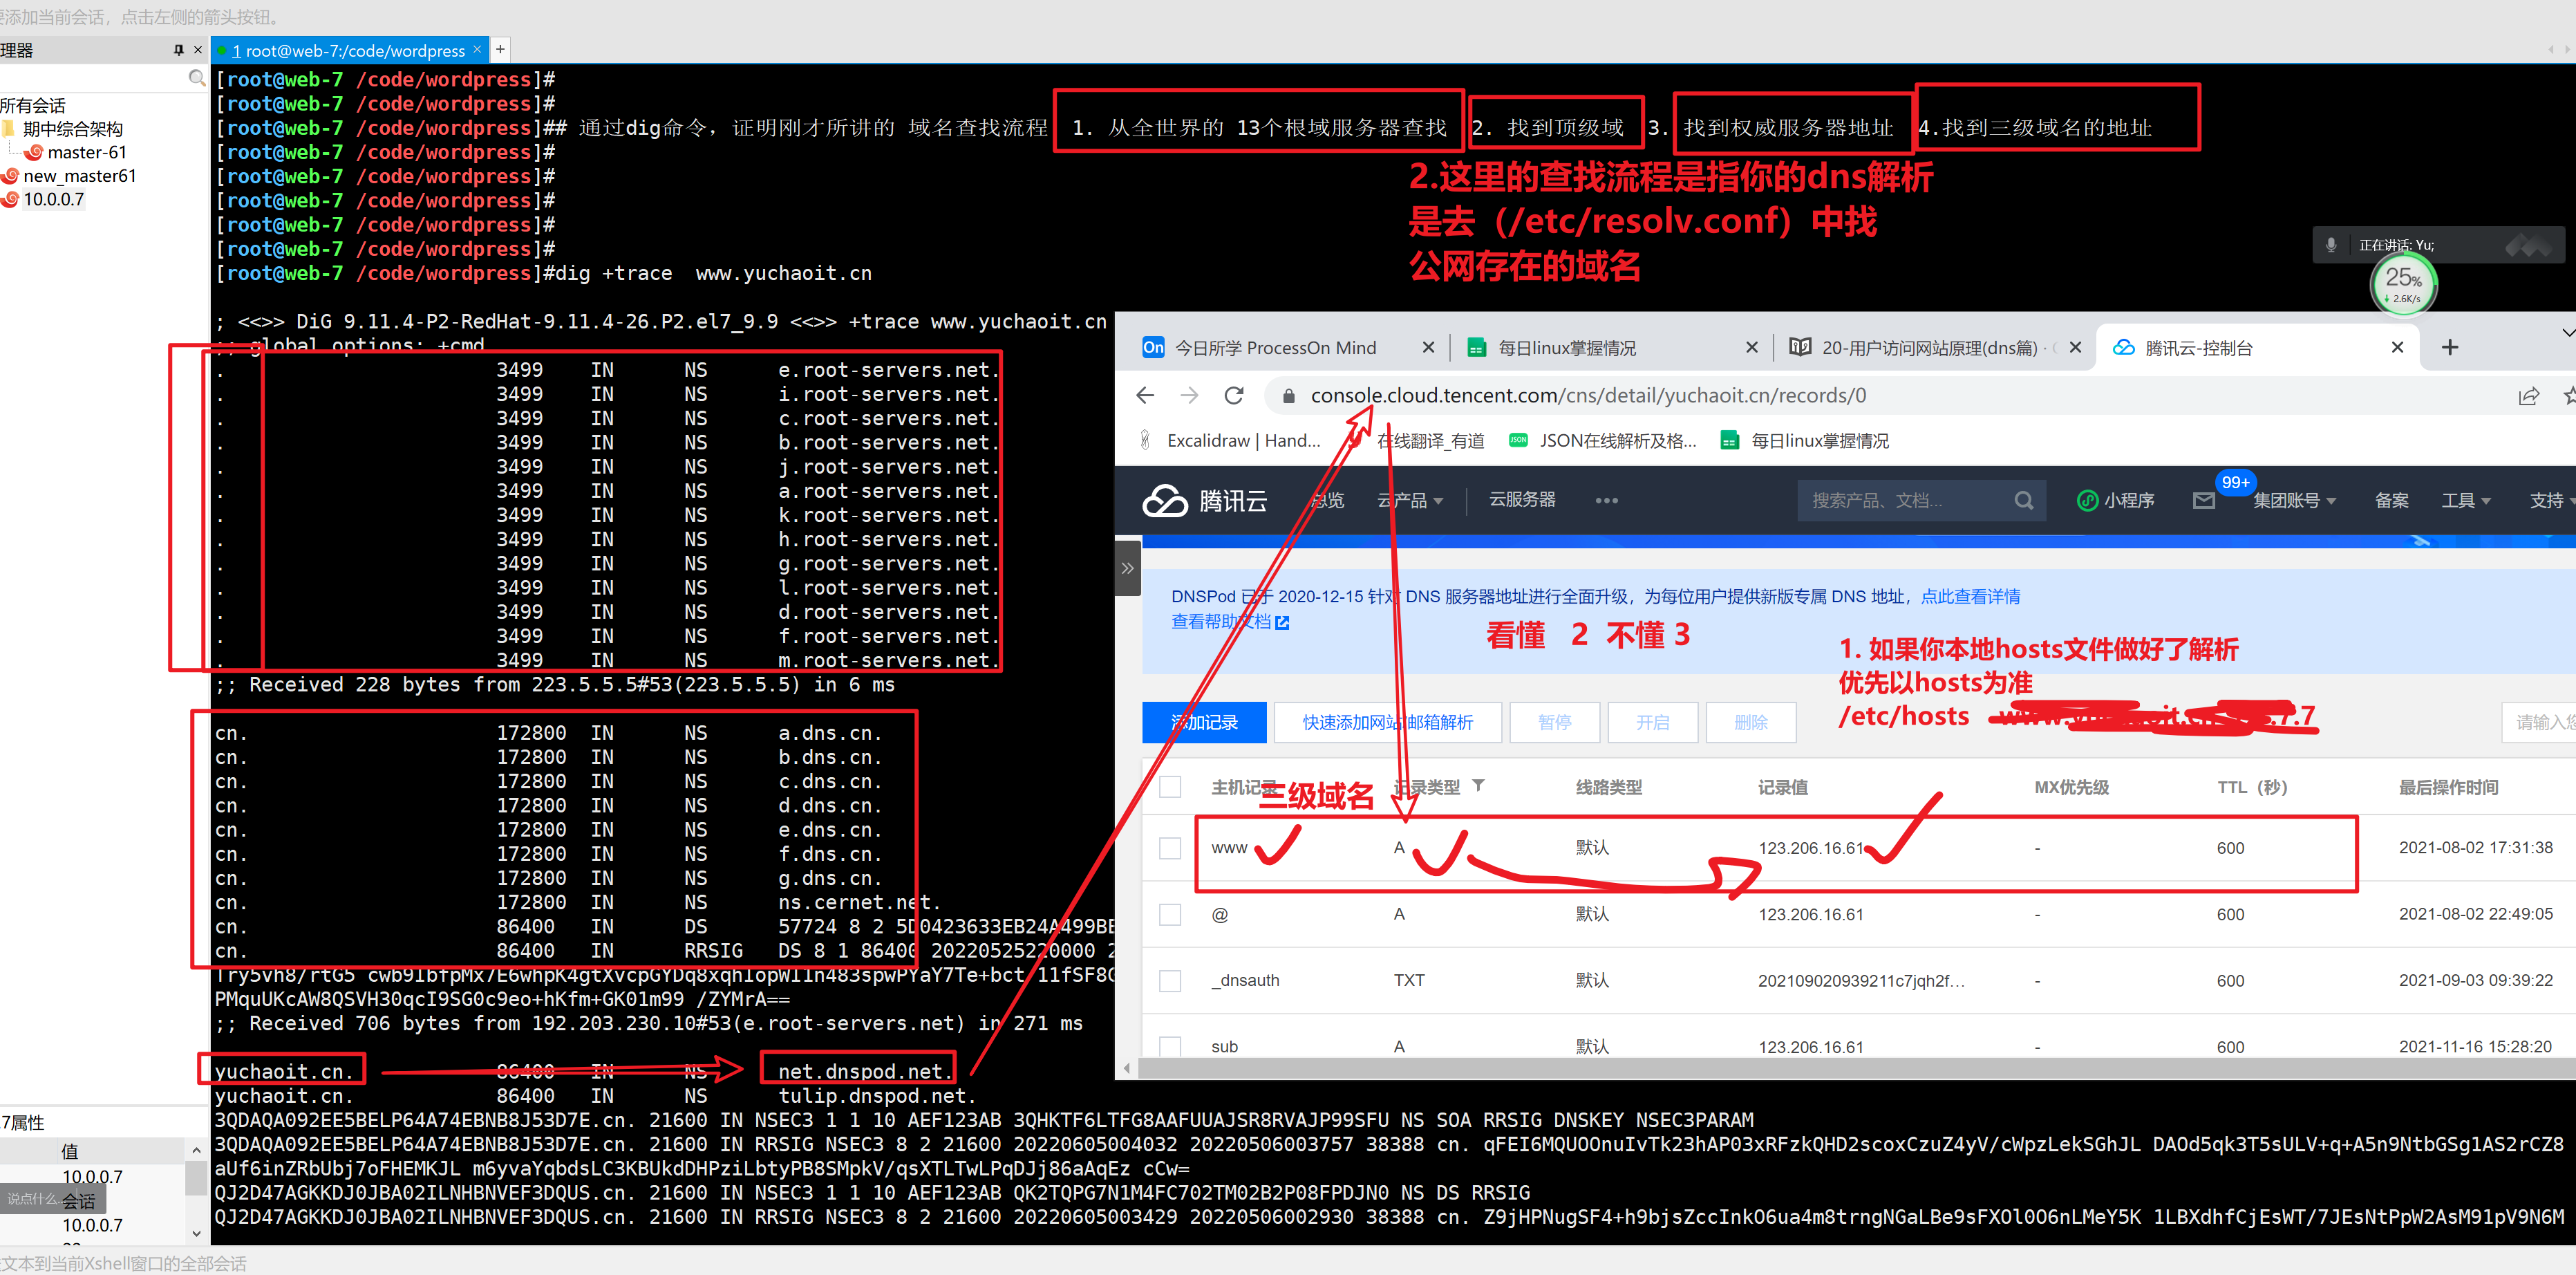 要添加当前会话，点击左侧的箭头按钮。
理器
1 root@web-7:/code/wordpress
所有会话
期中综合架构
master-61
new_master61
10.0.0.7
[root@web-7 /code/wordpress]#
[root@web-7 /code/wordpress]#
[root@web-7 /code/wordpress]## 通过dig命令，证明刚才所讲的 域名查找流程 1. 从全世界的 13个根域服务器查找 2. 找到顶级域 3. 找到权威服务器地址 4.找到三级域名的地址
[root@web-7 /code/wordpress]#
[root@web-7 /code/wordpress]#
[root@web-7 /code/wordpress]#
[root@web-7 /code/wordpress]#
[root@web-7 /code/wordpress]#
[root@web-7 /code/wordpress]#dig +trace  www.yuchaoit.cn
2.这里的查找流程是指你的dns解析
是去（/etc/resolv.conf）中找
公网存在的域名
正在讲话: Yu;
25%
2.6K/s
; <<>> DiG 9.11.4-P2-RedHat-9.11.4-26.P2.el7_9.9 <<>> +trace www.yuchaoit.cn
;; global options: +cmd
. 3499 IN NS e.root-servers.net.
. 3499 IN NS i.root-servers.net.
. 3499 IN NS c.root-servers.net.
. 3499 IN NS b.root-servers.net.
. 3499 IN NS j.root-servers.net.
. 3499 IN NS a.root-servers.net.
. 3499 IN NS k.root-servers.net.
. 3499 IN NS h.root-servers.net.
. 3499 IN NS g.root-servers.net.
. 3499 IN NS l.root-servers.net.
. 3499 IN NS d.root-servers.net.
. 3499 IN NS f.root-servers.net.
. 3499 IN NS m.root-servers.net.
;; Received 228 bytes from 223.5.5.5#53(223.5.5.5) in 6 ms
cn. 172800 IN NS a.dns.cn.
cn. 172800 IN NS b.dns.cn.
cn. 172800 IN NS c.dns.cn.
cn. 172800 IN NS d.dns.cn.
cn. 172800 IN NS e.dns.cn.
cn. 172800 IN NS f.dns.cn.
cn. 172800 IN NS g.dns.cn.
cn. 172800 IN NS ns.cernet.net.
cn. 86400 IN DS 57724 8 2 5D0423633EB24A499BE
cn. 86400 IN RRSIG DS 8 1 86400 20220525220000 2
PMquUKcAW8QSVH30qcI9SG0c9eo+hKfm+GK01m99 /ZYMrA==
;; Received 706 bytes from 192.203.230.10#53(e.root-servers.net) in 271 ms
yuchaoit.cn. 86400 IN NS net.dnspod.net.
yuchaoit.cn. 86400 IN NS tulip.dnspod.net.
3QDAQA092EE5BELP64A74EBNB8J53D7E.cn. 21600 IN NSEC3 1 1 10 AEF123AB 3QHKTF6LTFG8AAFUUAJSR8RVAJP99SFU NS SOA RRSIG DNSKEY NSEC3PARAM
3QDAQA092EE5BELP64A74EBNB8J53D7E.cn. 21600 IN RRSIG NSEC3 8 2 21600 20220605004032 20220506003757 38388 cn. qFEI6MQUOOnuIvTk23hAP03xRFzkQHD2scoxCzuZ4yV/cWpzLekSGhJL DAOd5qk3T5sULV+q+A5n9NtbGSg1AS2rCZ8
aUf6inZRbUbj7oFHEMKJL m6yvaYqbdsLC3KBUkdDHPziLbtyPB8SMpkV/qsXTLTwLPqDJj86aAqEz cCw=
QJ2D47AGKKDJ0JBA02ILNHBNVEF3DQUS.cn. 21600 IN NSEC3 1 1 10 AEF123AB QK2TQPG7N1M4FC702TM02B2P08FPDJN0 NS DS RRSIG
QJ2D47AGKKDJ0JBA02ILNHBNVEF3DQUS.cn. 21600 IN RRSIG NSEC3 8 2 21600 20220605003429 20220506002930 38388 cn. Z9jHPNugSF4+h9bjsZccInkO6ua4m8trngNGaLBe9sFXOl0O6nLMeY5K 1LBXdhfCjEsWT/7JEsNtPpW2AsM91pV9N6M
今日所学 ProcessOn Mind
每日linux掌握情况
20-用户访问网站原理(dns篇) ·
腾讯云-控制台
console.cloud.tencent.com/cns/detail/yuchaoit.cn/records/0
Excalidraw | Hand...
在线翻译_有道
JSON在线解析及格...
每日linux掌握情况
腾讯云 总览 云产品 云服务器 搜索产品、文档... 小程序 99+ 集团账号 备案 工具 支持
DNSPod 已于 2020-12-15 针对 DNS 服务器地址进行全面升级，为每位用户提供新版专属 DNS 地址，点此查看详情
查看帮助文档
看懂 2 不懂 3
1. 如果你本地hosts文件做好了解析
优先以hosts为准
/etc/hosts
添加记录 快速添加网站/邮箱解析 暂停 开启 删除 请输入您
三级域名
主机记录 记录类型 线路类型 记录值 MX优先级 TTL（秒） 最后操作时间
www A 默认 123.206.16.61 - 600 2021-08-02 17:31:38
@ A 默认 123.206.16.61 - 600 2021-08-02 22:49:05
_dnsauth TXT 默认 202109020939211c7jqh2f... - 600 2021-09-03 09:39:22
sub A 默认 123.206.16.61 - 600 2021-11-16 15:28:20
.7属性
值
10.0.0.7
说点什么...
会话
10.0.0.7
文本到当前Xshell窗口的全部会话